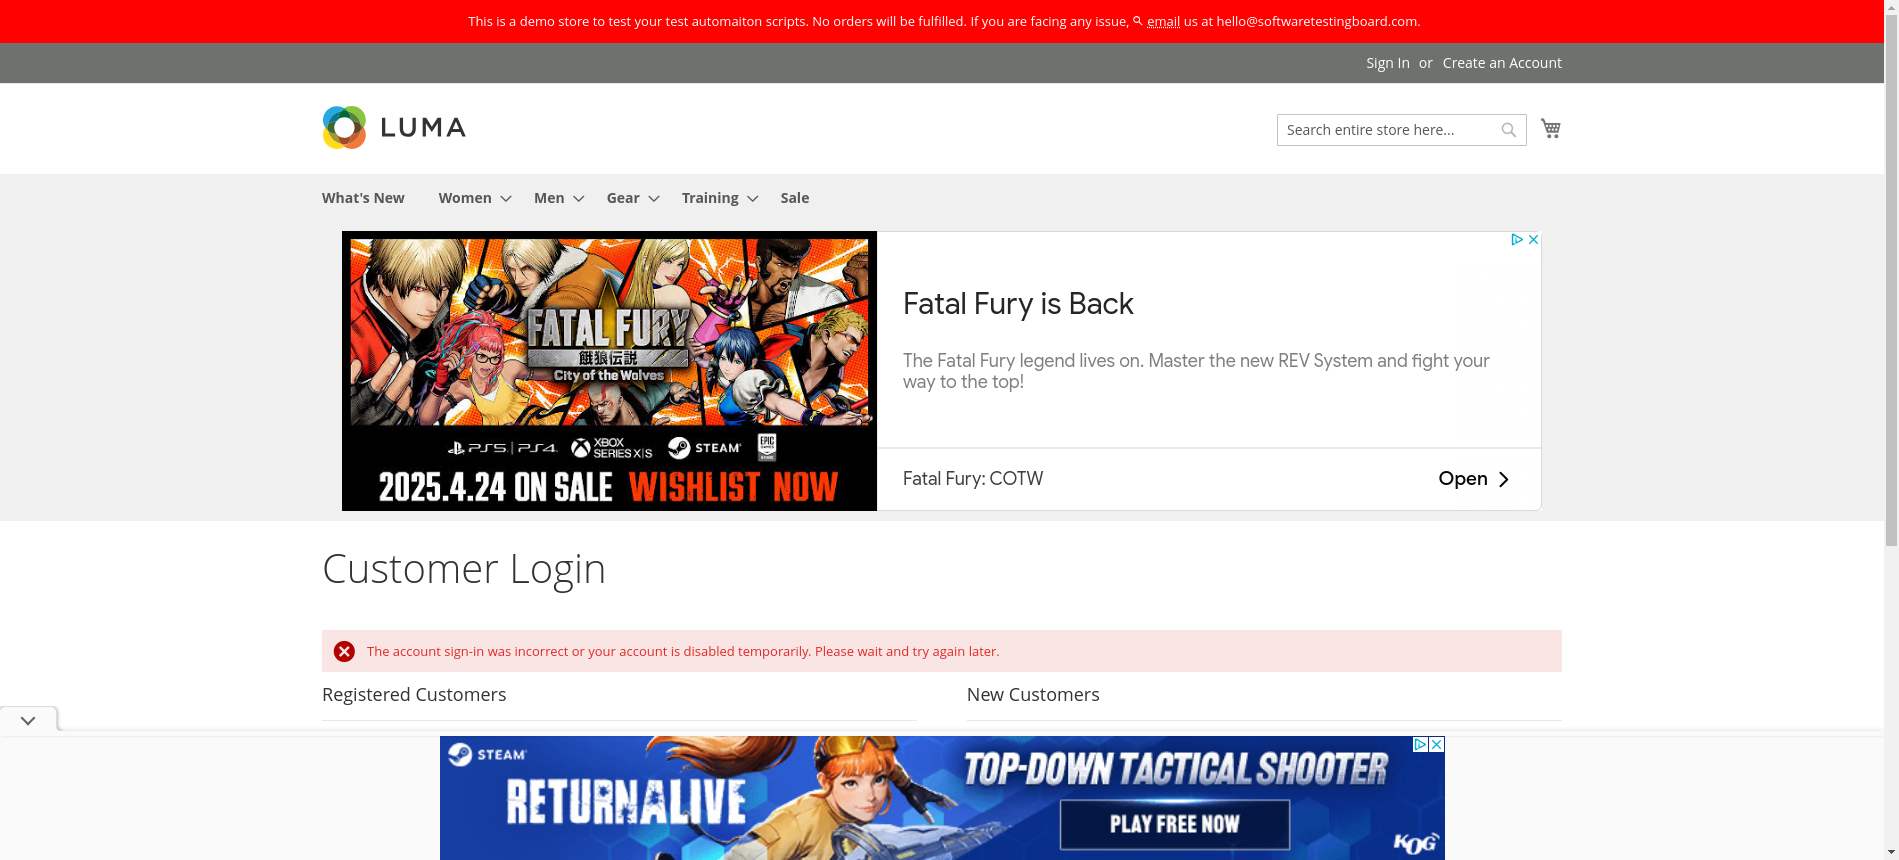 This is a demo store to test your test automaiton scripts. No orders will be fulfilled. If you are facing any issue, email us at hello@softwaretestingboard.com.
Sign In or Create an Account
LUMA
Search entire store here...
What's New Women Men Gear Training Sale
FATAL FURY
餓狼伝説
City of the Wolves
PS5 | PS4 XBOX SERIES X|S STEAM EPIC GAMES
2025.4.24 ON SALE WISHLIST NOW
Fatal Fury is Back
The Fatal Fury legend lives on. Master the new REV System and fight your
way to the top!
Fatal Fury: COTW
Open
Customer Login
The account sign-in was incorrect or your account is disabled temporarily. Please wait and try again later.
Registered Customers
New Customers
STEAM
RETURN ALIVE
TOP-DOWN TACTICAL SHOOTER
PLAY FREE NOW
KOG